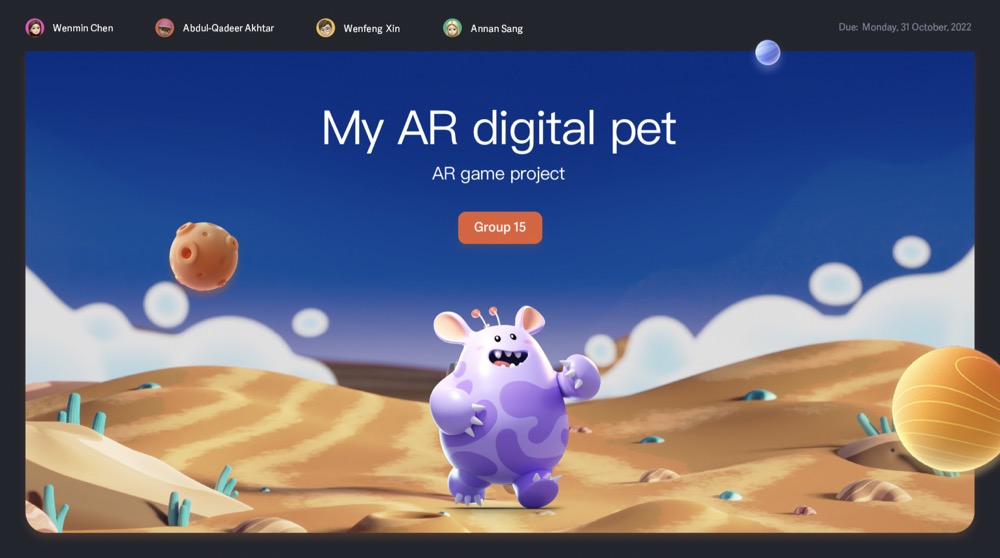 Wenmin Chen
Abdul-Qadeer Akhtar
Wenfeng Xin
Annan Sang
Due: Monday, 31 October, 2022
My AR digital pet
AR game project
Group 15